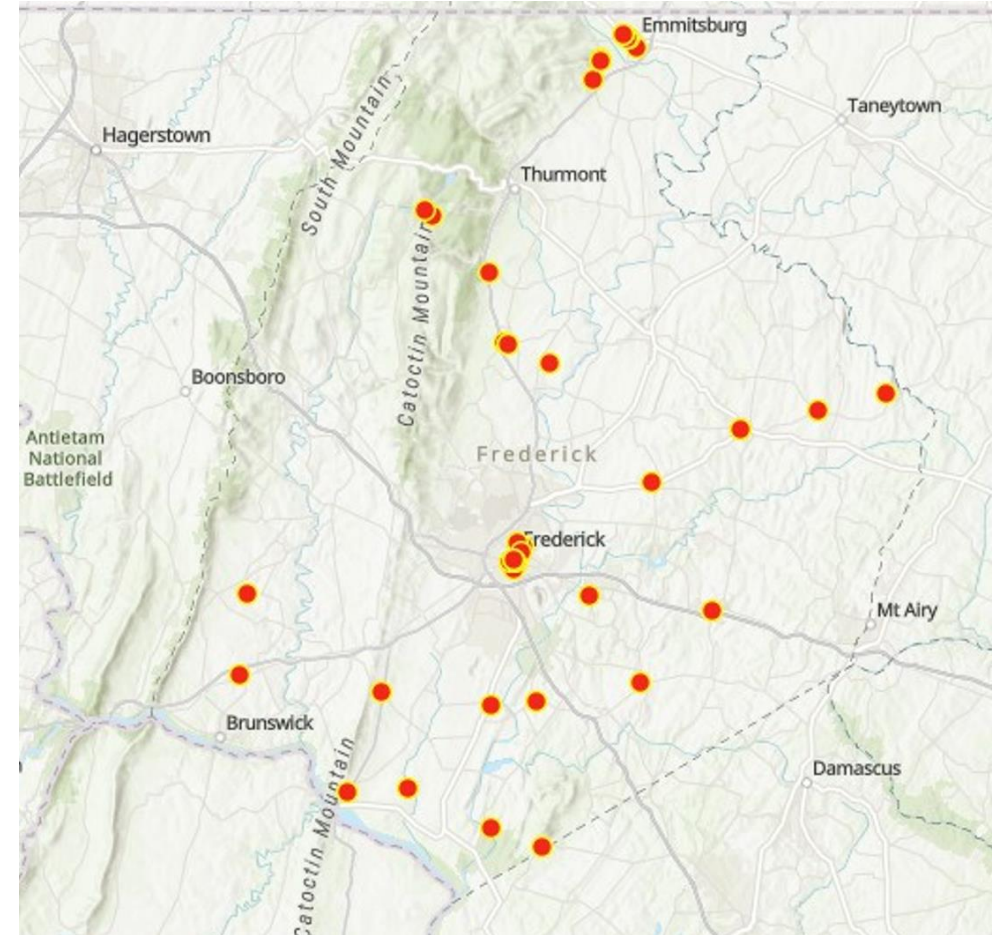 Emmitsburg
Taneytown
Hagerstown
South Mountain
Thurmont
Catoctin Mountain
Boonsboro
Antietam
National
Battlefield
Frederick
Frederick
Mt Airy
Brunswick
Damascus
Catoctin Mountain